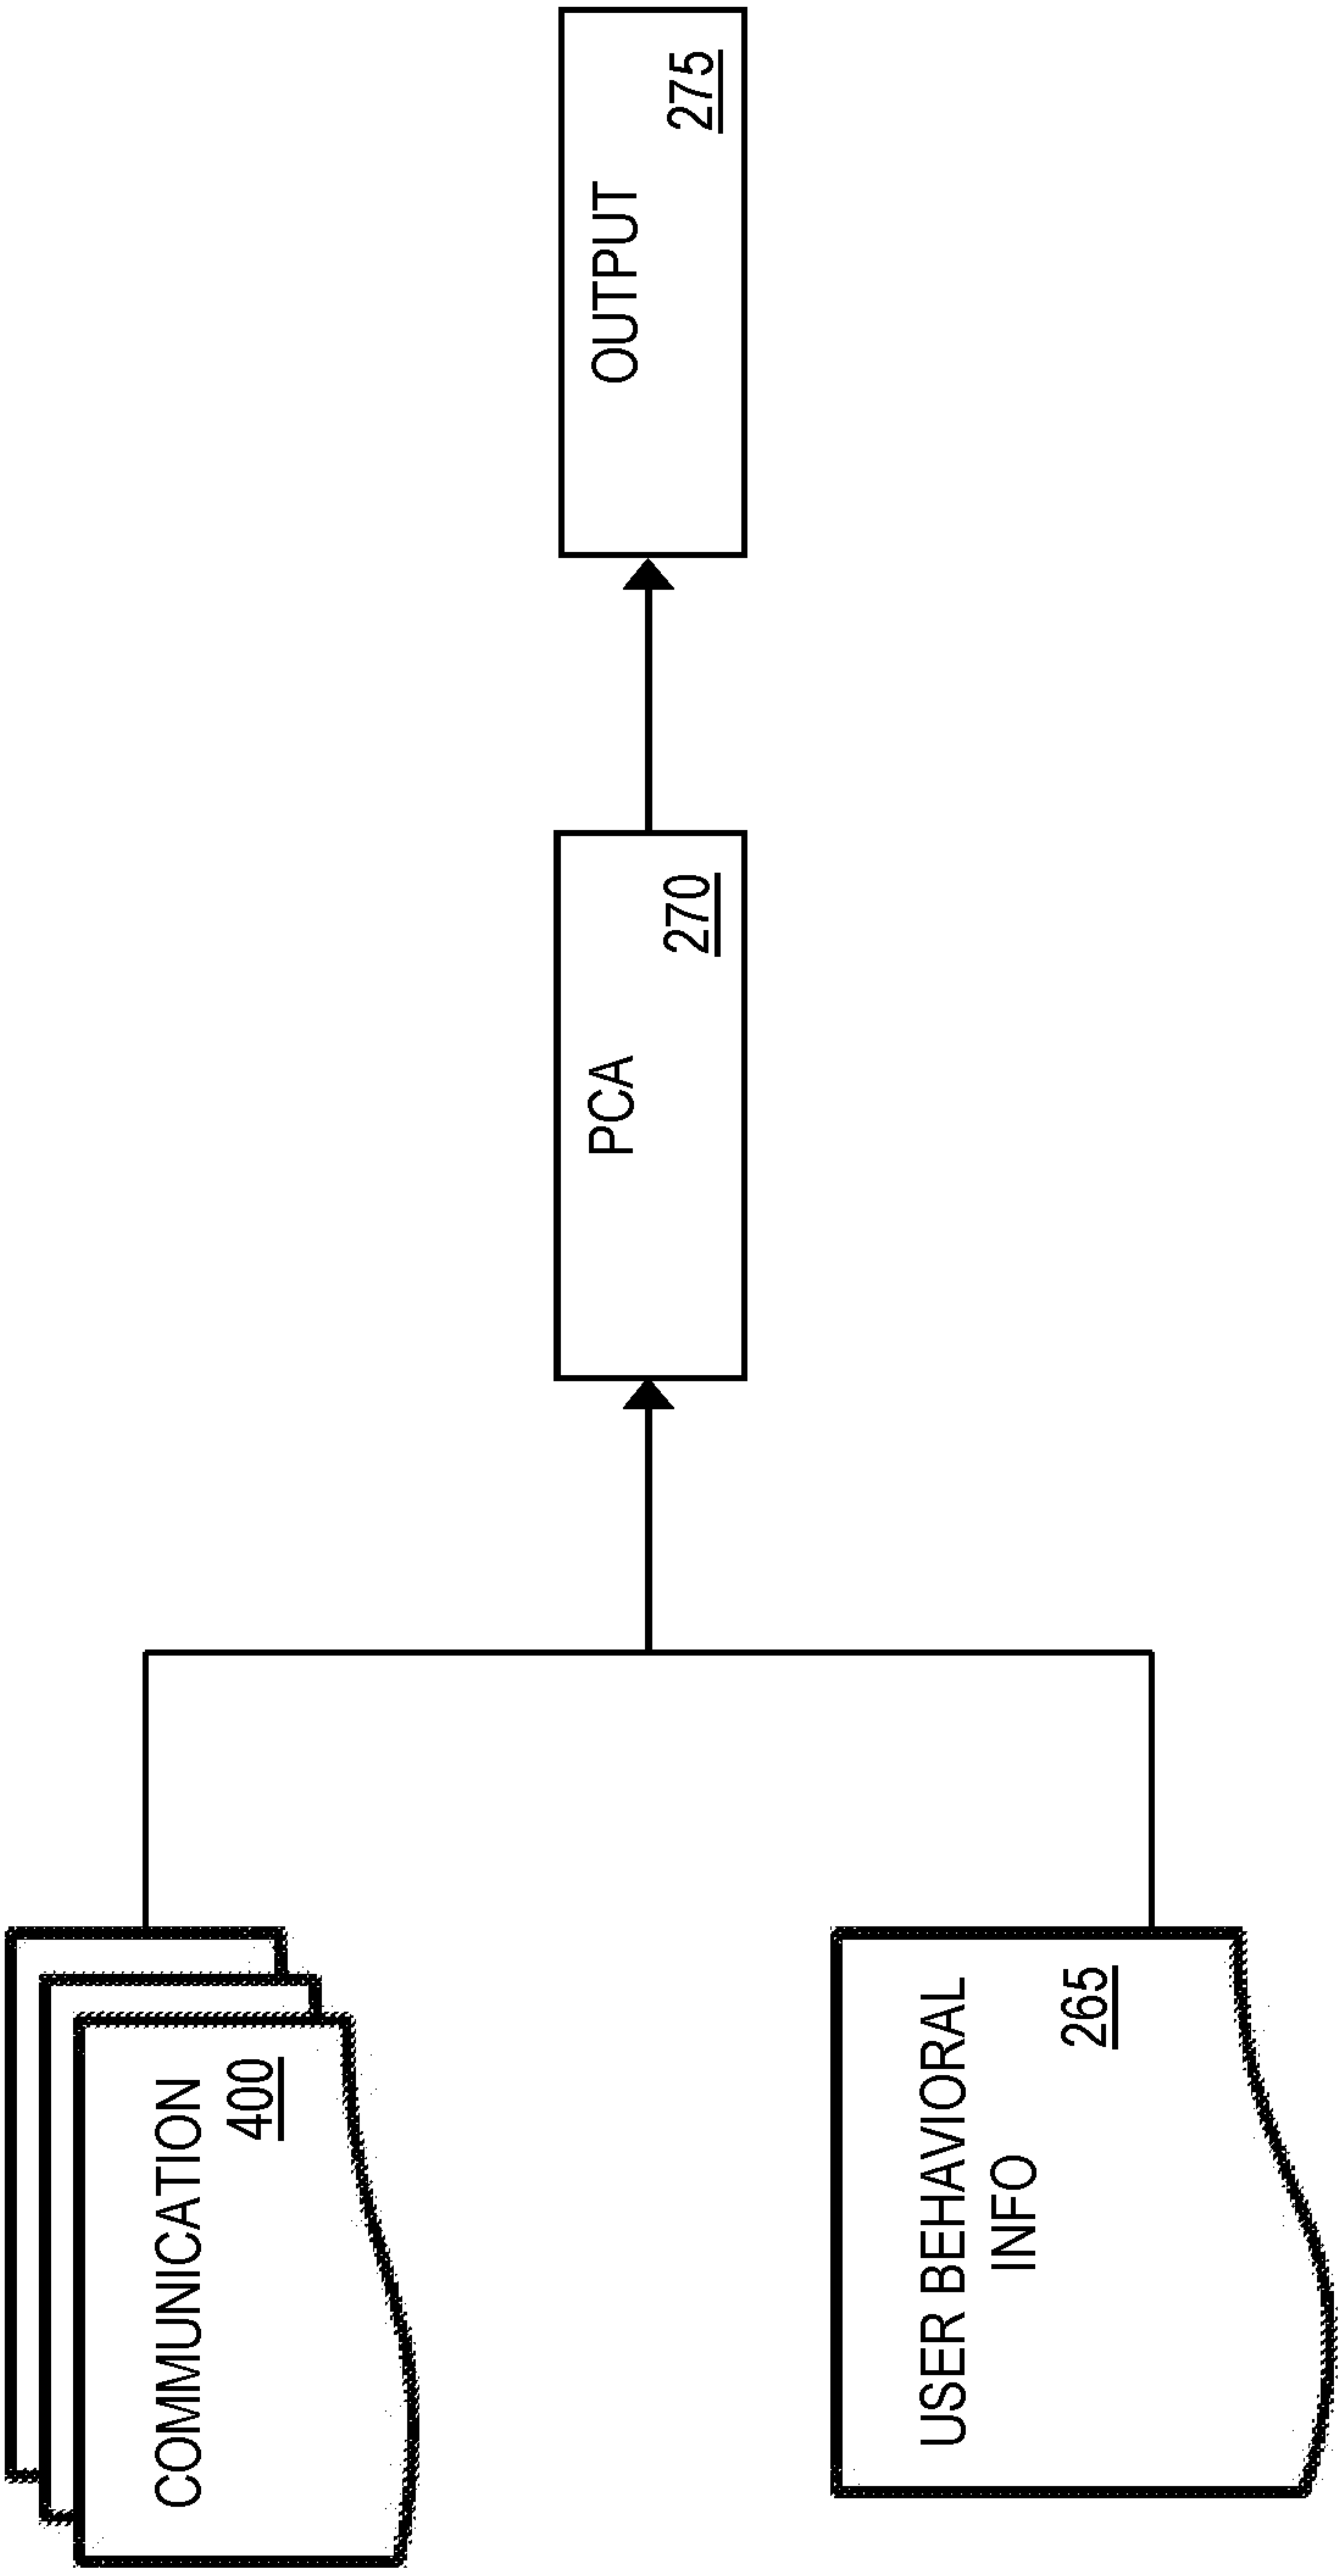 COMMUNICATION
400
USER BEHAVIORAL
INFO
265
PCA
270
OUTPUT
275